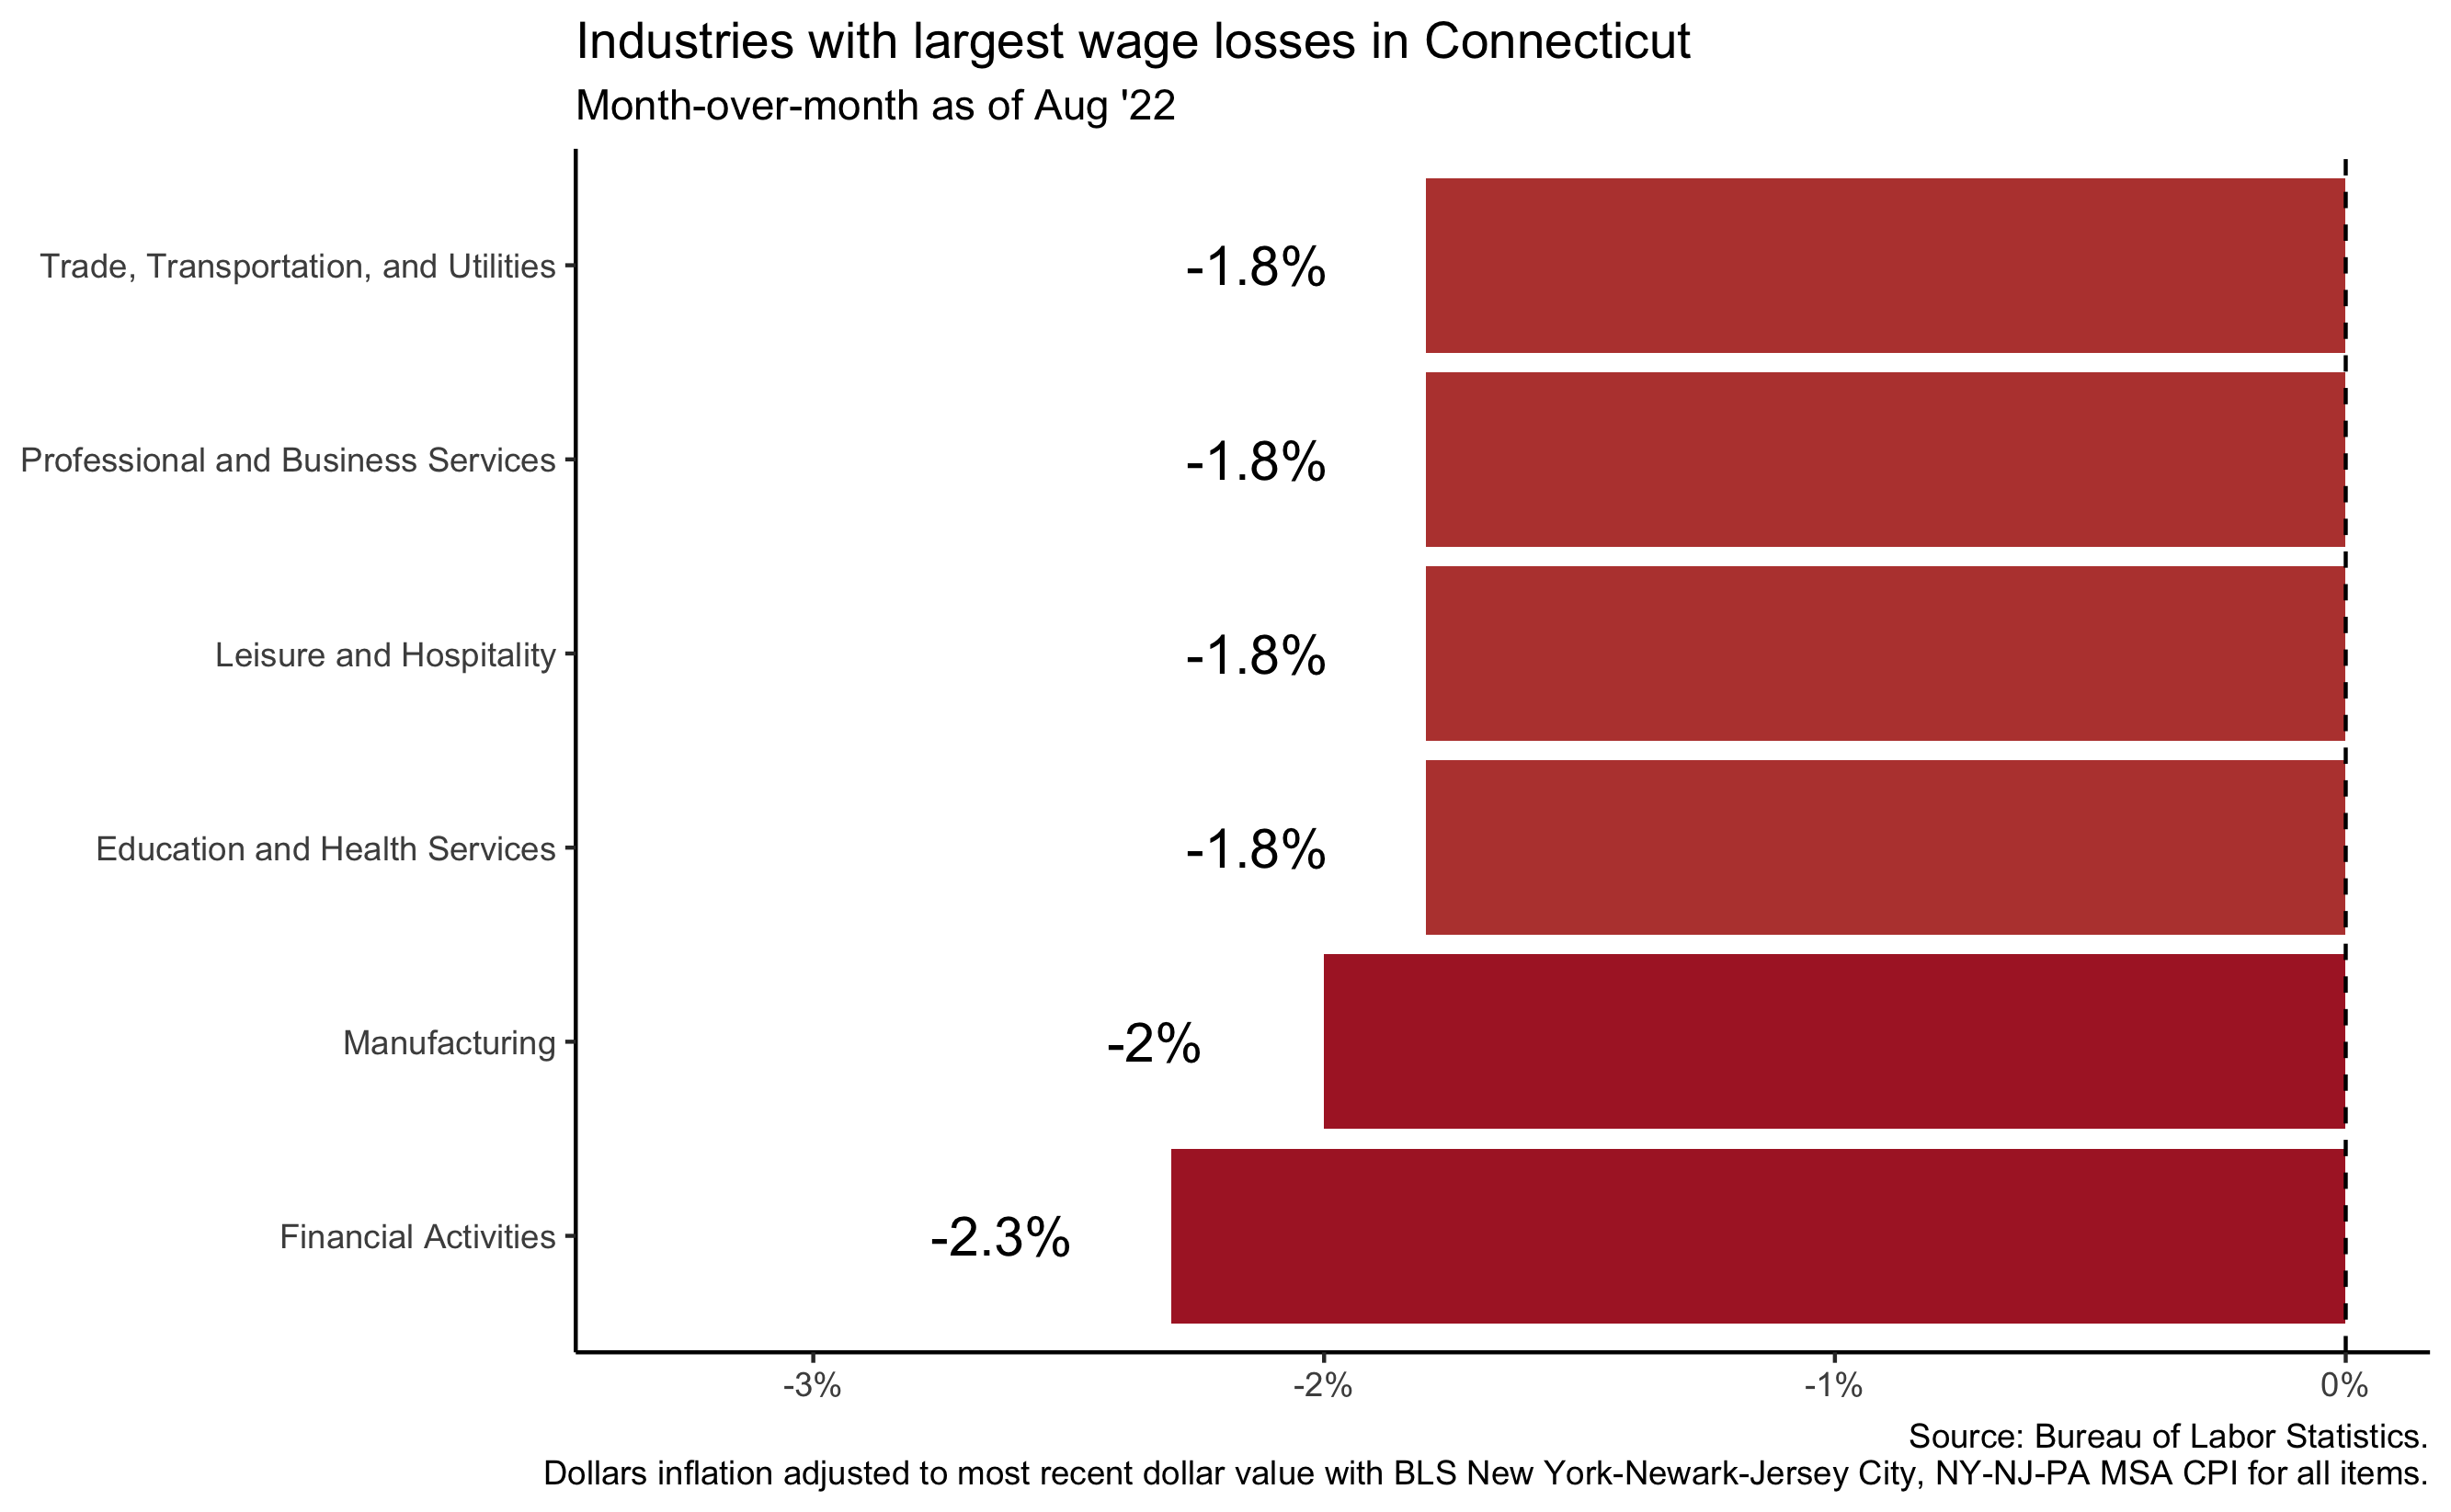 Industries with largest wage losses in Connecticut
Month-over-month as of Aug '22
Trade, Transportation, and Utilities
-1.8%
Professional and Business Services
-1.8%
Leisure and Hospitality
-1.8%
Education and Health Services
-1.8%
Manufacturing
-2%
Financial Activities
-2.3%
-3% -2% -1% 0%
Source: Bureau of Labor Statistics.
Dollars inflation adjusted to most recent dollar value with BLS New York-Newark-Jersey City, NY-NJ-PA MSA CPI for all items.